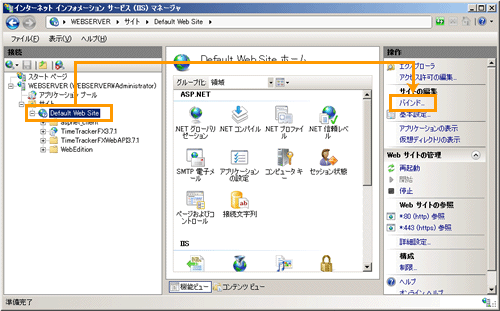 インターネット インフォメーション サービス (IIS) マネージャ
WEBSERVER ▸ サイト ▸ Default Web Site ▸
ファイル(F) 表示(V) ヘルプ(H)
接続
スタート ページ
WEBSERVER (WEBSERVER¥Administrator)
アプリケーション プール
サイト
Default Web Site
aspnet_client
TimeTrackerFX3.7.1
TimeTrackerFXWebAPI3.7.1
WebEdition
Default Web Site ホーム
グループ化: 領域
ASP.NET
.NET グローバリゼーション
.NET コンパイル
.NET プロファイル
.NET 信頼レベル
SMTP 電子メール
アプリケーションの設定
コンピュータ キー
セッション状態
ページおよびコントロール
接続文字列
IIS
機能ビュー
コンテンツ ビュー
操作
エクスプローラ
アクセス許可の編集...
サイトの編集
バインド...
基本設定...
アプリケーションの表示
仮想ディレクトリの表示
Web サイトの管理
再起動
開始
停止
Web サイトの参照
*:80 (http) 参照
*:443 (https) 参照
詳細設定...
構成
制限...
ヘルプ
オンライン ヘルプ
準備完了